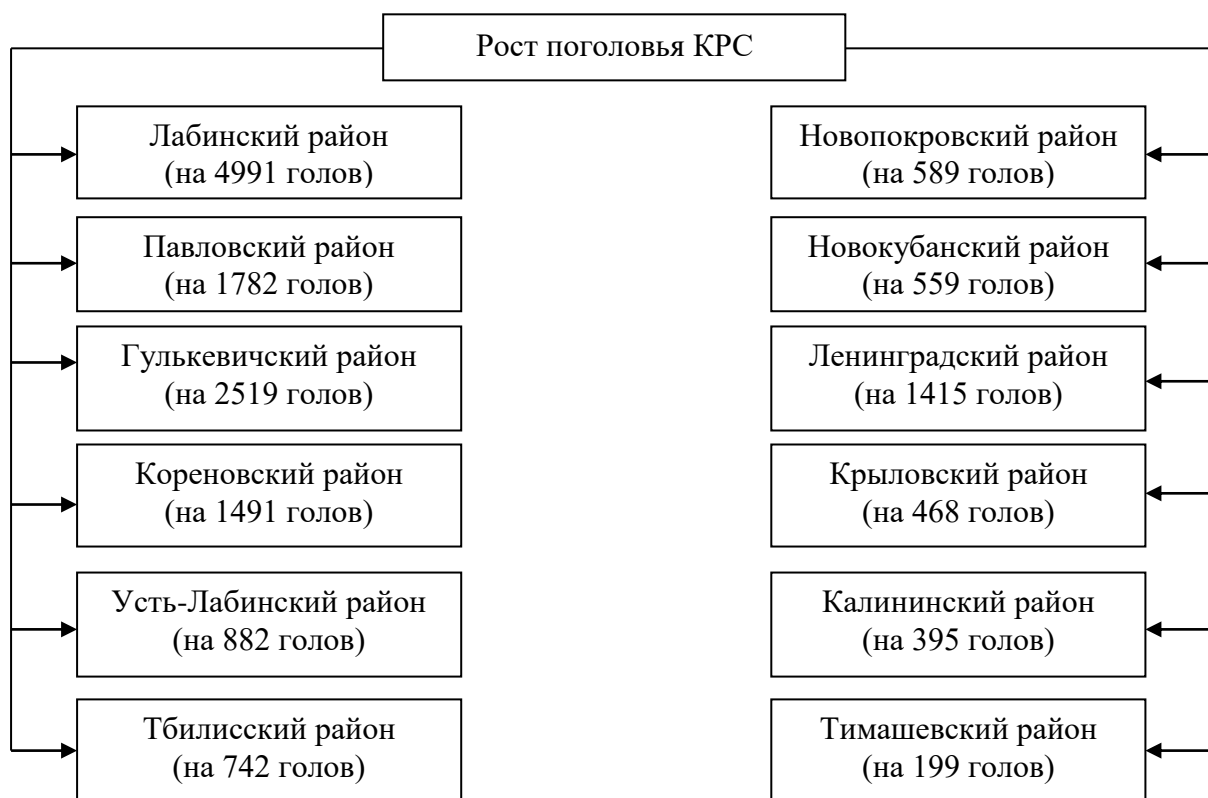 Рост поголовья КРС
Лабинский район
(на 4991 голов)
Павловский район
(на 1782 голов)
Гулькевичский район
(на 2519 голов)
Кореновский район
(на 1491 голов)
Усть-Лабинский район
(на 882 голов)
Тбилисский район
(на 742 голов)
Новопокровский район
(на 589 голов)
Новокубанский район
(на 559 голов)
Ленинградский район
(на 1415 голов)
Крыловский район
(на 468 голов)
Калининский район
(на 395 голов)
Тимашевский район
(на 199 голов)